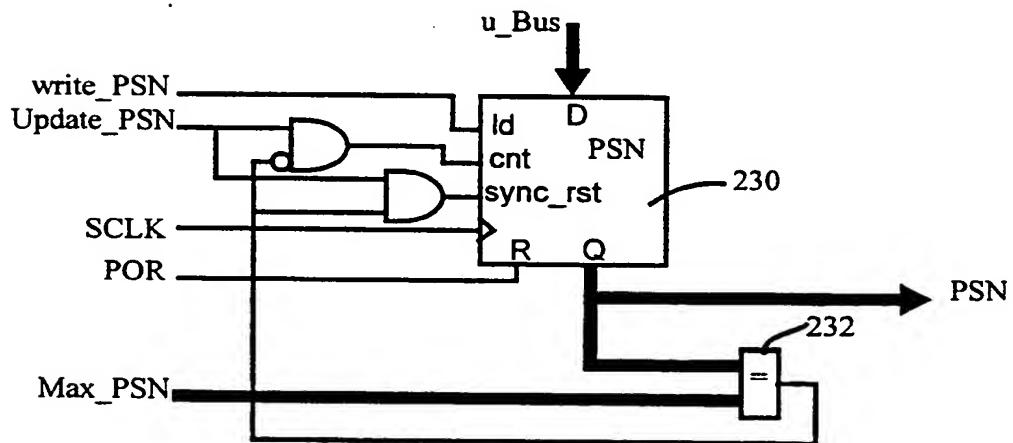 u_Bus
write_PSN
Update_PSN
ld
D
PSN
cnt
sync_rst
230
SCLK
POR
R
Q
PSN
232
Max_PSN
=